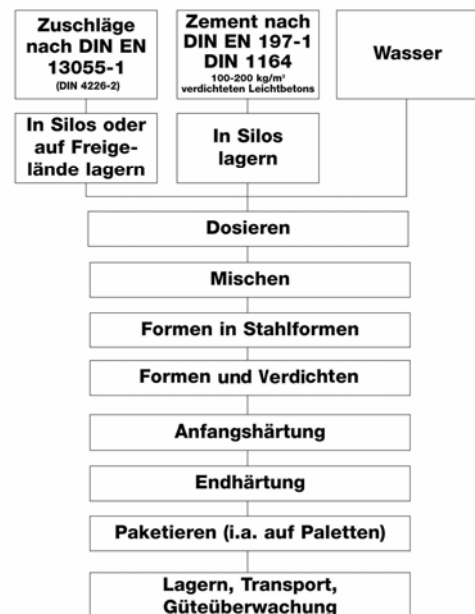 Zuschläge
nach DIN EN
13055-1
(DIN 4226-2)
Zement nach
DIN EN 197-1
DIN 1164
100-200 kg/m³
verdichteten Leichtbetons
Wasser
In Silos oder
auf Freige-
lände lagern
In Silos
lagern
Dosieren
Mischen
Formen in Stahlformen
Formen und Verdichten
Anfangshärtung
Endhärtung
Paketieren (i.a. auf Paletten)
Lagern, Transport,
Güteüberwachung